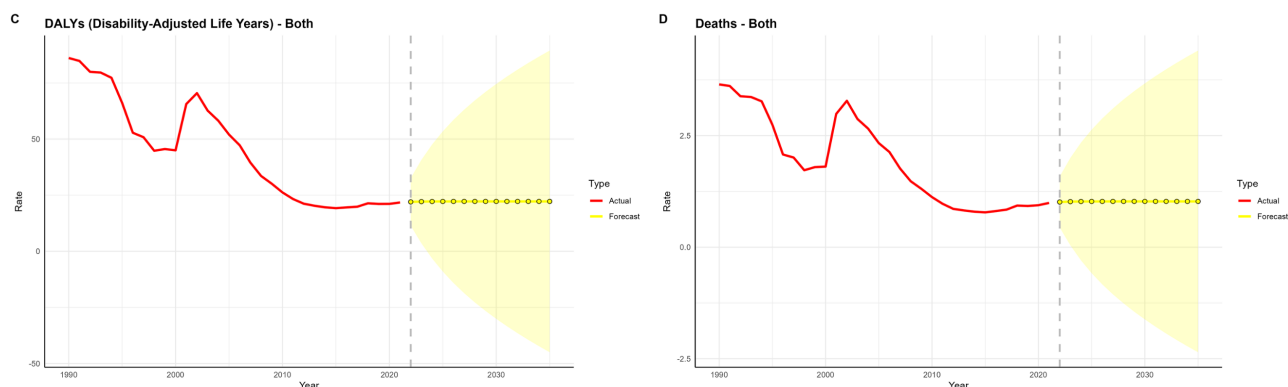 C
DALYs (Disability-Adjusted Life Years) - Both
Rate
50
0
-50
1990
2000
2010
2020
2030
Year
Type
Actual
Forecast
D
Deaths - Both
Rate
2.5
0.0
-2.5
1990
2000
2010
2020
2030
Year
Type
Actual
Forecast